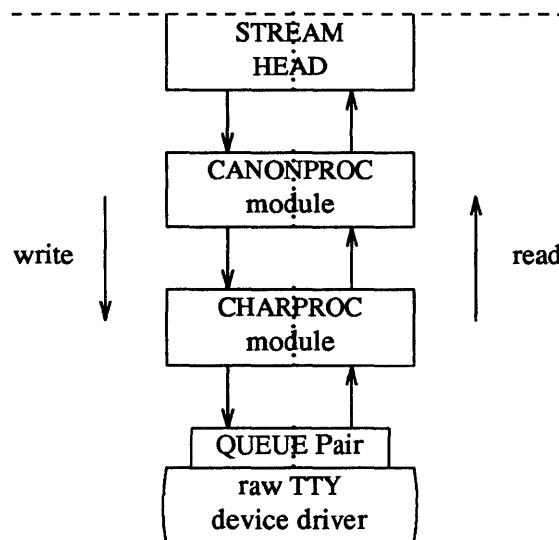 STREAM
HEAD
CANONPROC
module
write
read
CHARPROC
module
QUEUE Pair
raw TTY
device driver